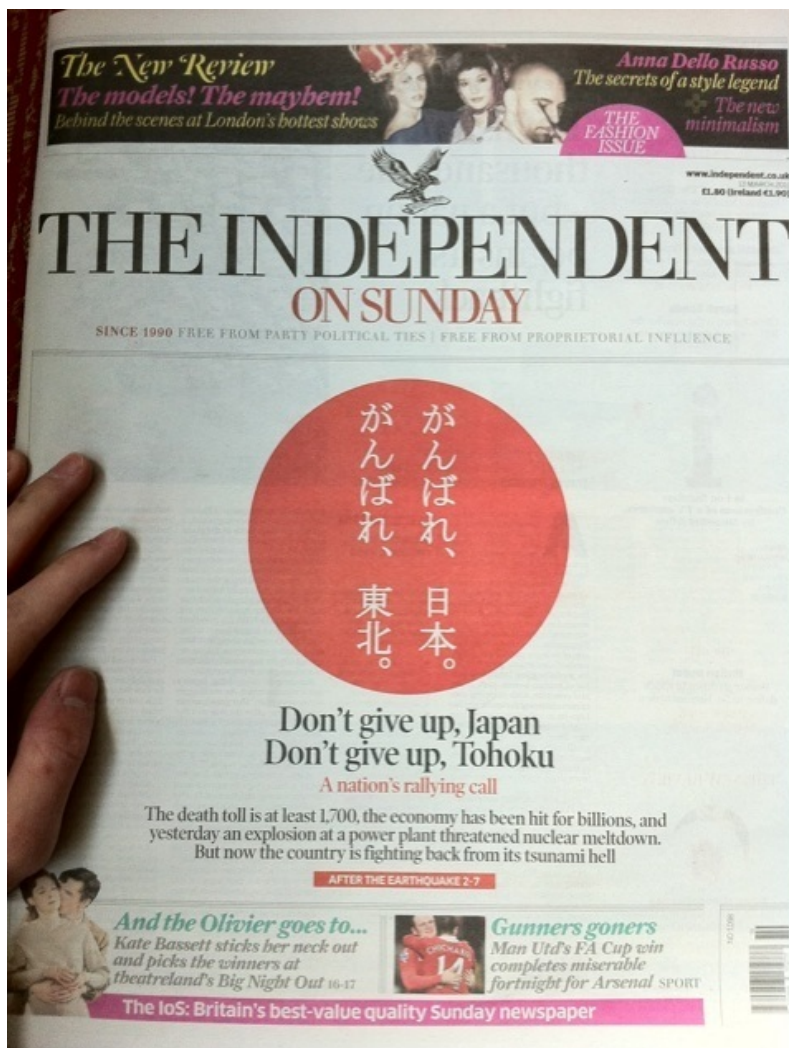 The New Review
The models! The mayhem!
Behind the scenes at London's hottest shows
Anna Dello Russo
The secrets of a style legend
+ The new
minimalism
THE
FASHION
ISSUE
www.independent.co.uk
13 MARCH 201
£1.80 (Ireland €1.90)
THE INDEPENDENT
ON SUNDAY
SINCE 1990 FREE FROM PARTY POLITICAL TIES | FREE FROM PROPRIETORIAL INFLUENCE
がんばれ、日本。
がんばれ、東北。
Don't give up, Japan
Don't give up, Tohoku
A nation's rallying call
The death toll is at least 1,700, the economy has been hit for billions, and
yesterday an explosion at a power plant threatened nuclear meltdown.
But now the country is fighting back from its tsunami hell
AFTER THE EARTHQUAKE 2-7
And the Olivier goes to...
Kate Bassett sticks her neck out
and picks the winners at
theatreland's Big Night Out 16-17
CHICHARI
14
Gunners goners
Man Utd's FA Cup win
completes miserable
fortnight for Arsenal SPORT
The IoS: Britain's best-value quality Sunday newspaper